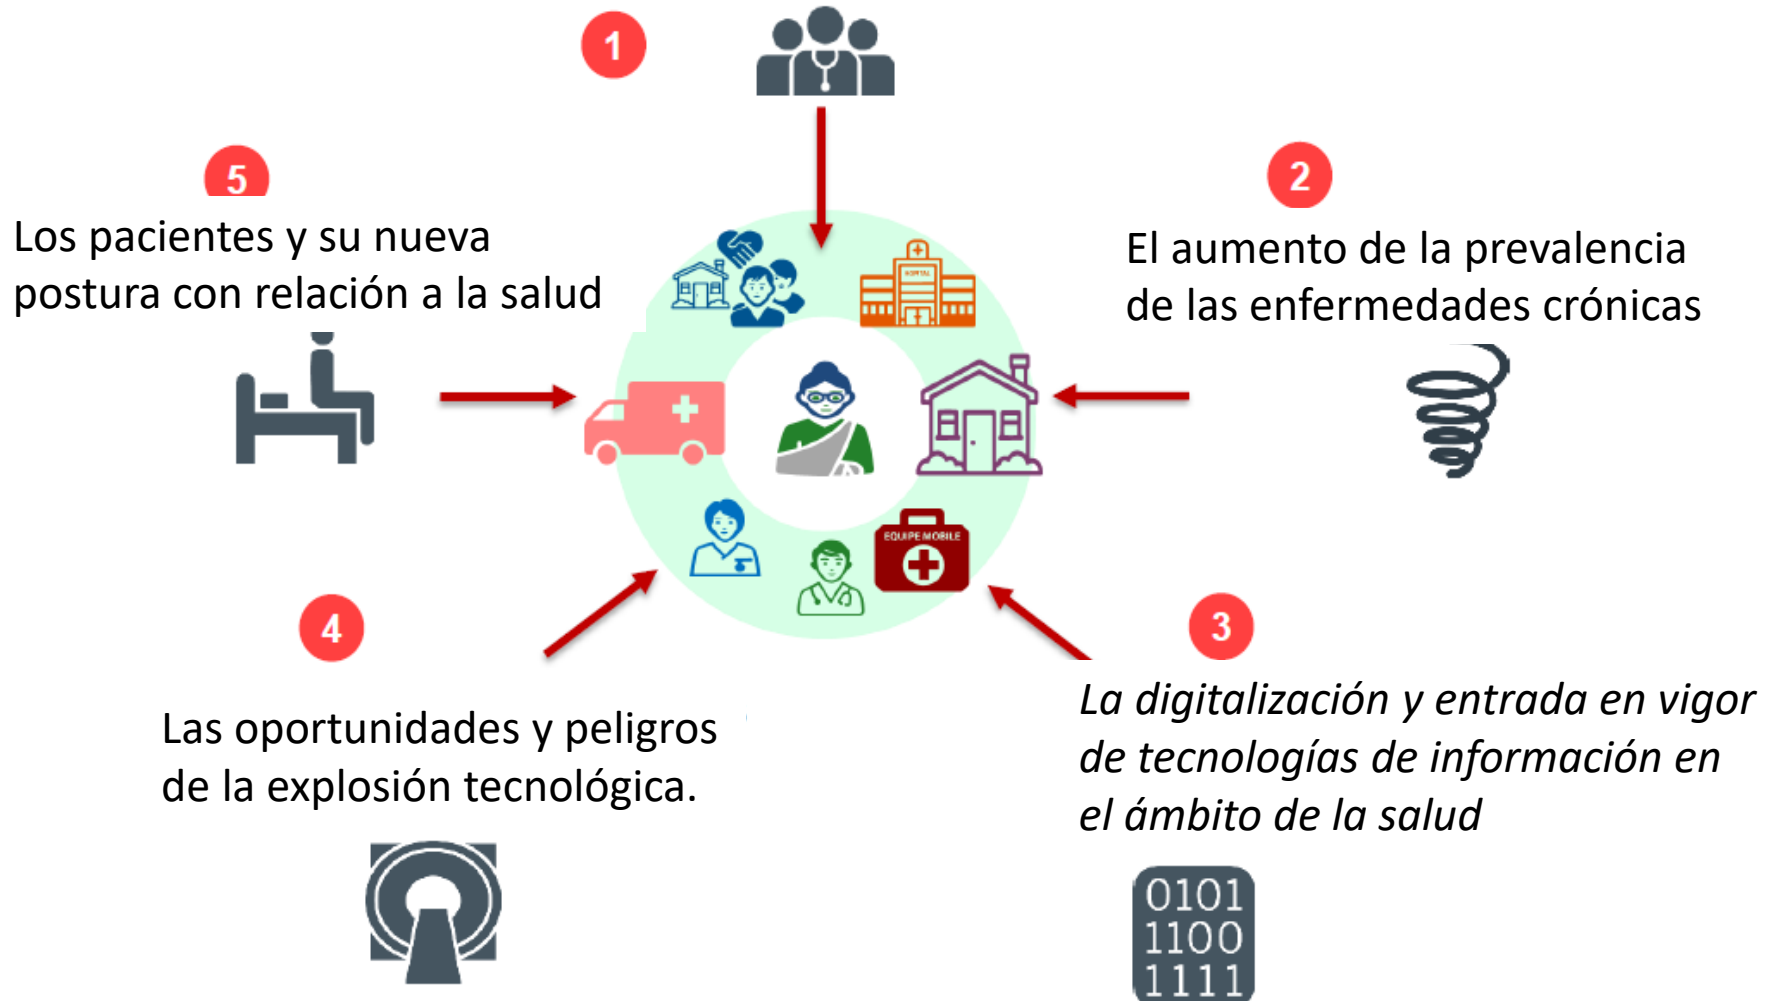 1
5
Los pacientes y su nueva
postura con relación a la salud
2
El aumento de la prevalencia
de las enfermedades crónicas
HOPITAL
EQUIPE MOBILE
4
Las oportunidades y peligros
de la explosión tecnológica.
3
La digitalización y entrada en vigor
de tecnologías de información en
el ámbito de la salud
0101
1100
1111